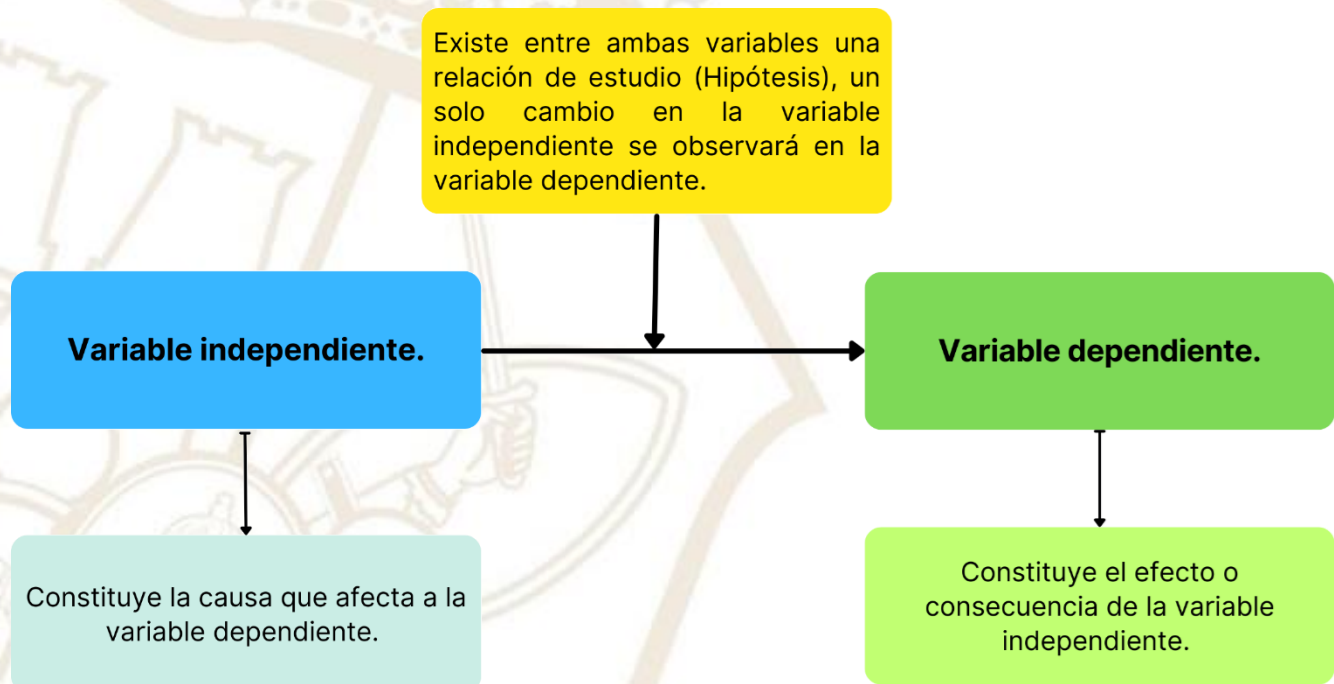 Existe entre ambas variables una
relación de estudio (Hipótesis), un
solo cambio en la variable
independiente se observará en la
variable dependiente.
Variable independiente.
Variable dependiente.
Constituye la causa que afecta a la
variable dependiente.
Constituye el efecto o
consecuencia de la variable
independiente.